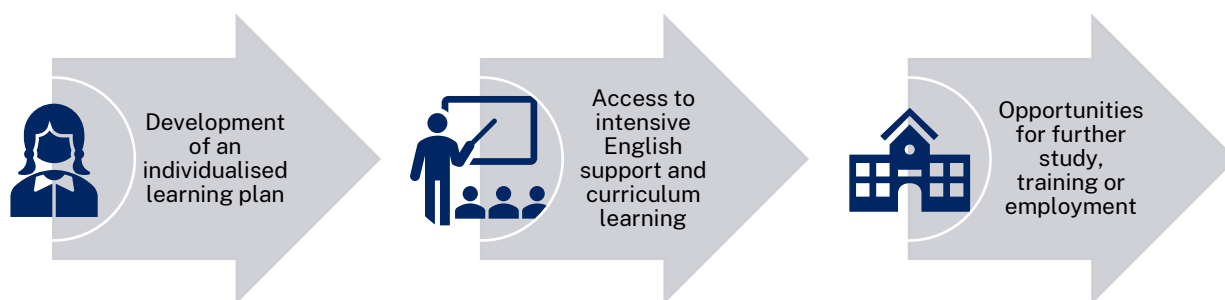 Development
of an
individualised
learning plan
Access to
intensive
English
support and
curriculum
learning
Opportunities
for further
study,
training or
employment